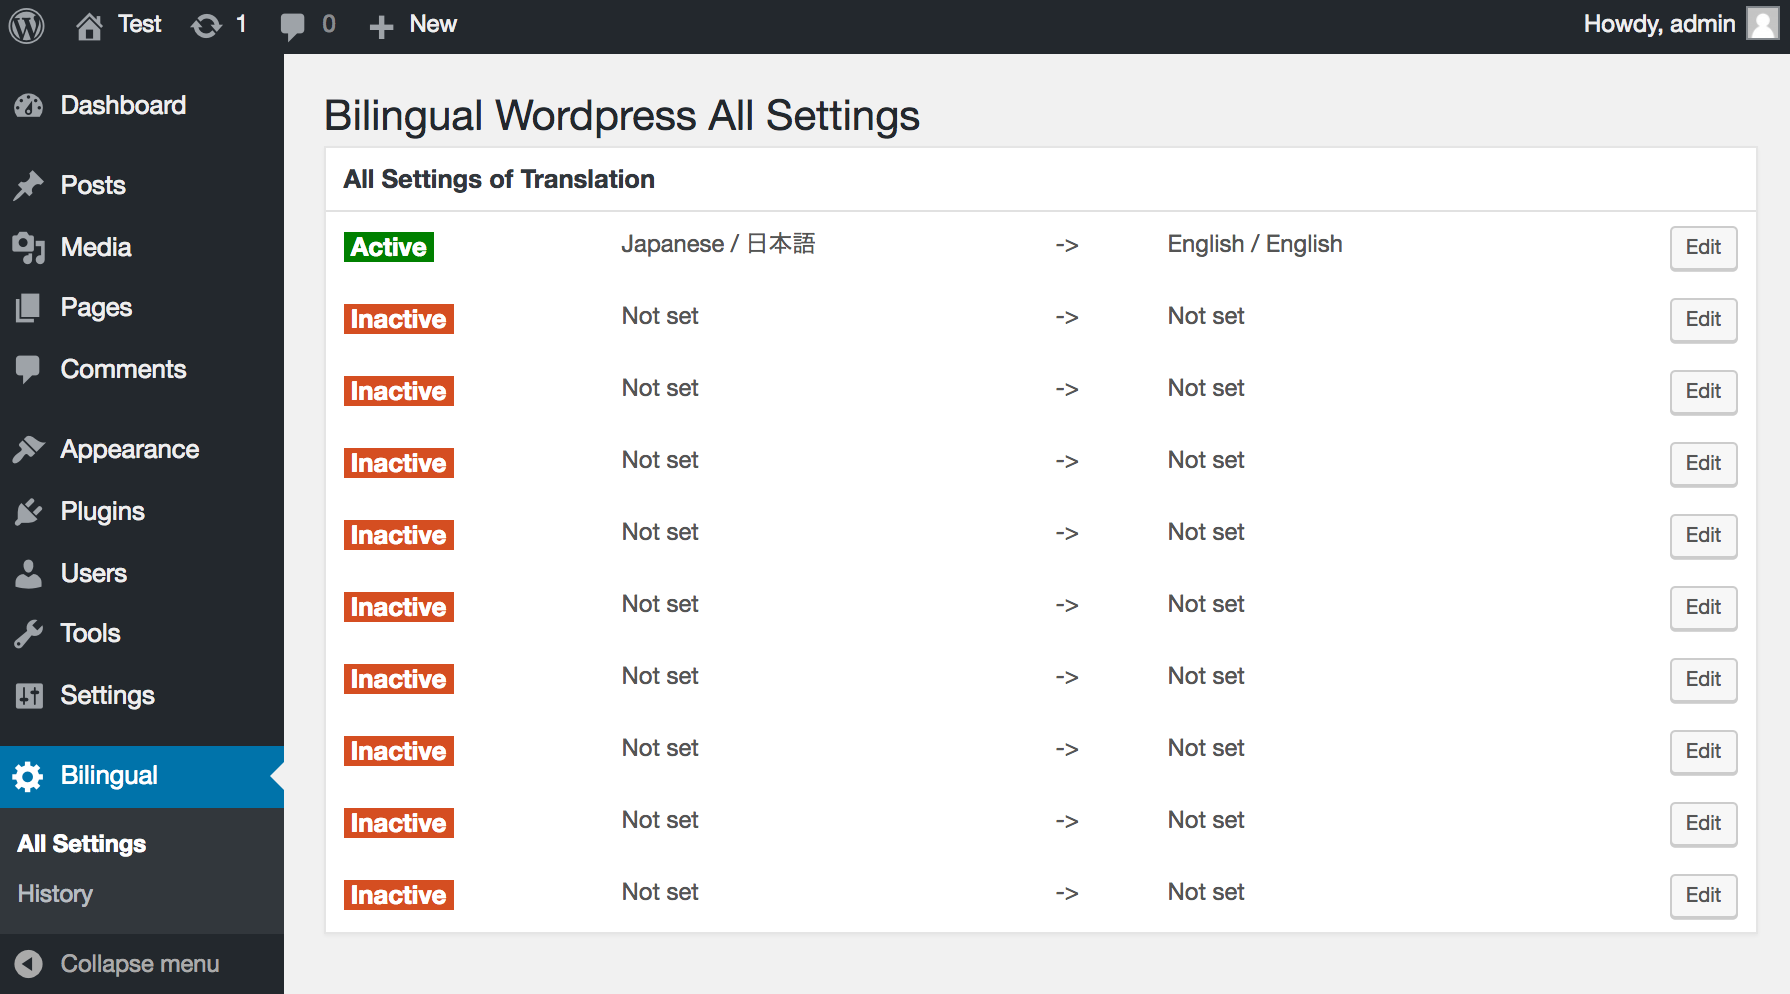 Test 1 0 New Howdy, admin
Dashboard
Posts
Media
Pages
Comments
Appearance
Plugins
Users
Tools
Settings
Bilingual
All Settings
History
Collapse menu
Bilingual Wordpress All Settings
All Settings of Translation
Active Japanese / 日本語 -> English / English Edit
Inactive Not set -> Not set Edit
Inactive Not set -> Not set Edit
Inactive Not set -> Not set Edit
Inactive Not set -> Not set Edit
Inactive Not set -> Not set Edit
Inactive Not set -> Not set Edit
Inactive Not set -> Not set Edit
Inactive Not set -> Not set Edit
Inactive Not set -> Not set Edit